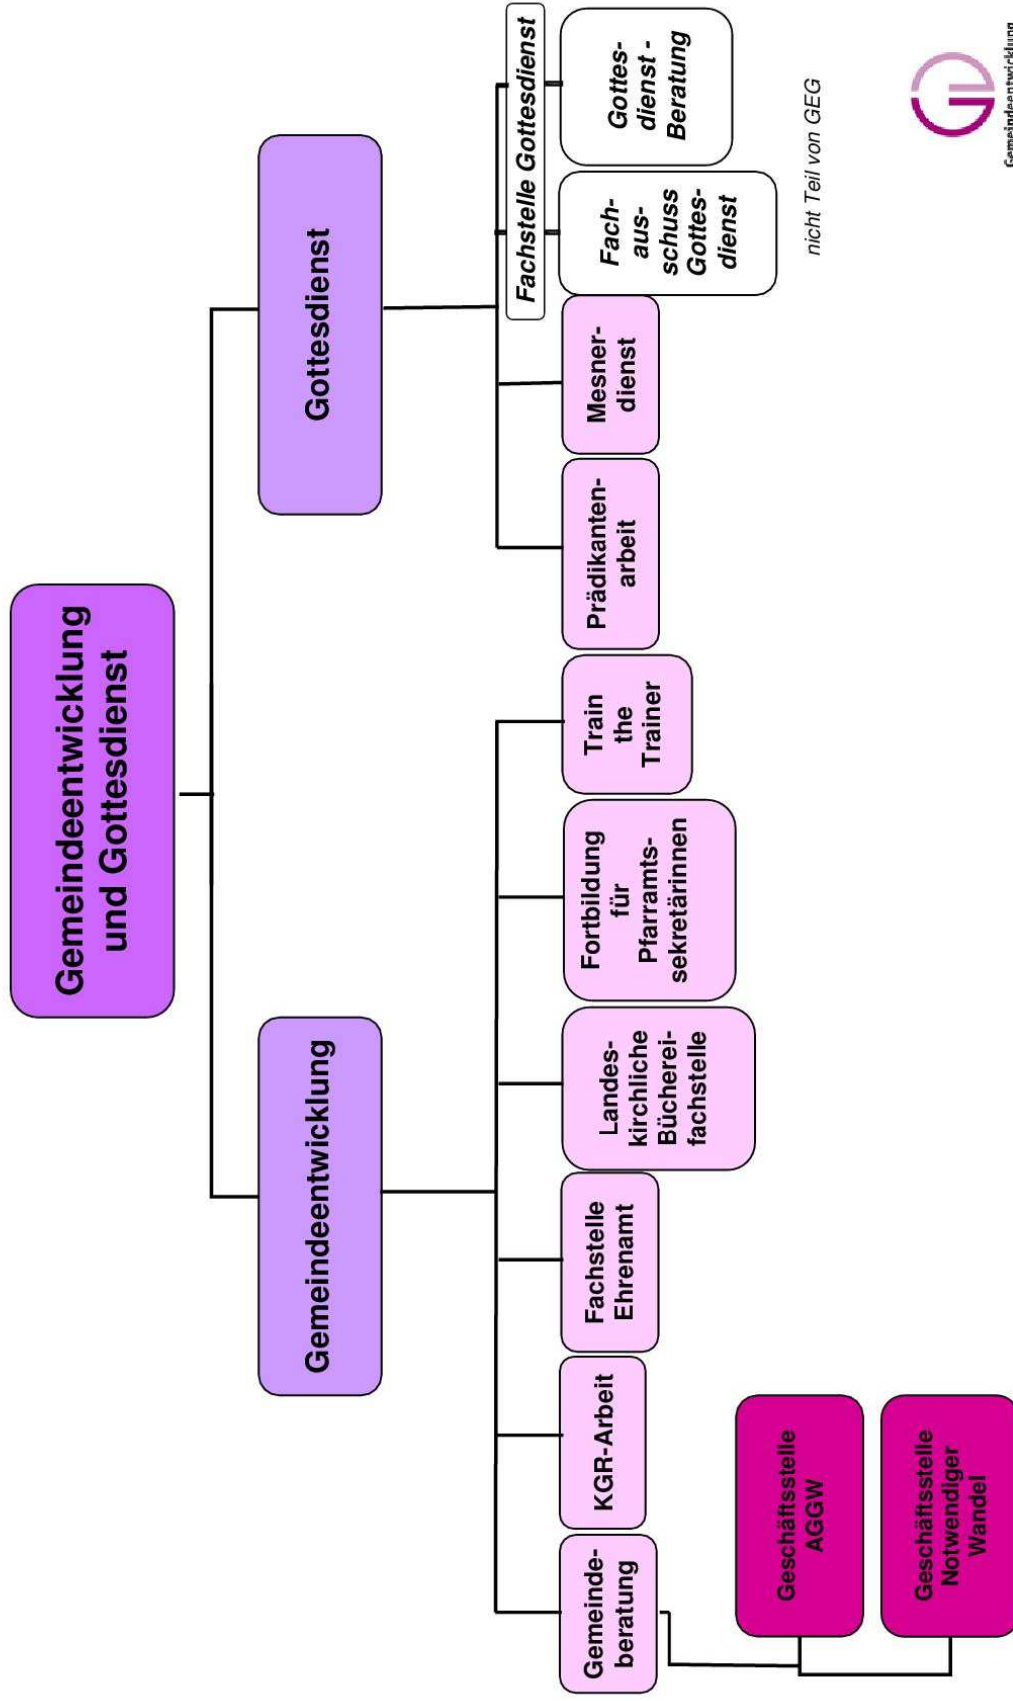 Gemeindeentwicklung
und Gottesdienst
Gemeindeentwicklung
Gottesdienst
Gemeinde-
beratung
KGR-Arbeit
Fachstelle
Ehrenamt
Landes-
kirchliche
Bücherei-
fachstelle
Fortbildung
für
Pfarramts-
sekretärinnen
Train
the
Trainer
Prädikanten-
arbeit
Mesner-
dienst
Fachstelle Gottesdienst
Fach-
aus-
schuss
Gottes-
dienst
Gottes-
dienst -
Beratung
nicht Teil von GEG
Geschäftsstelle
AGGW
Geschäftsstelle
Notwendiger
Wandel
Gemeindeentwicklung